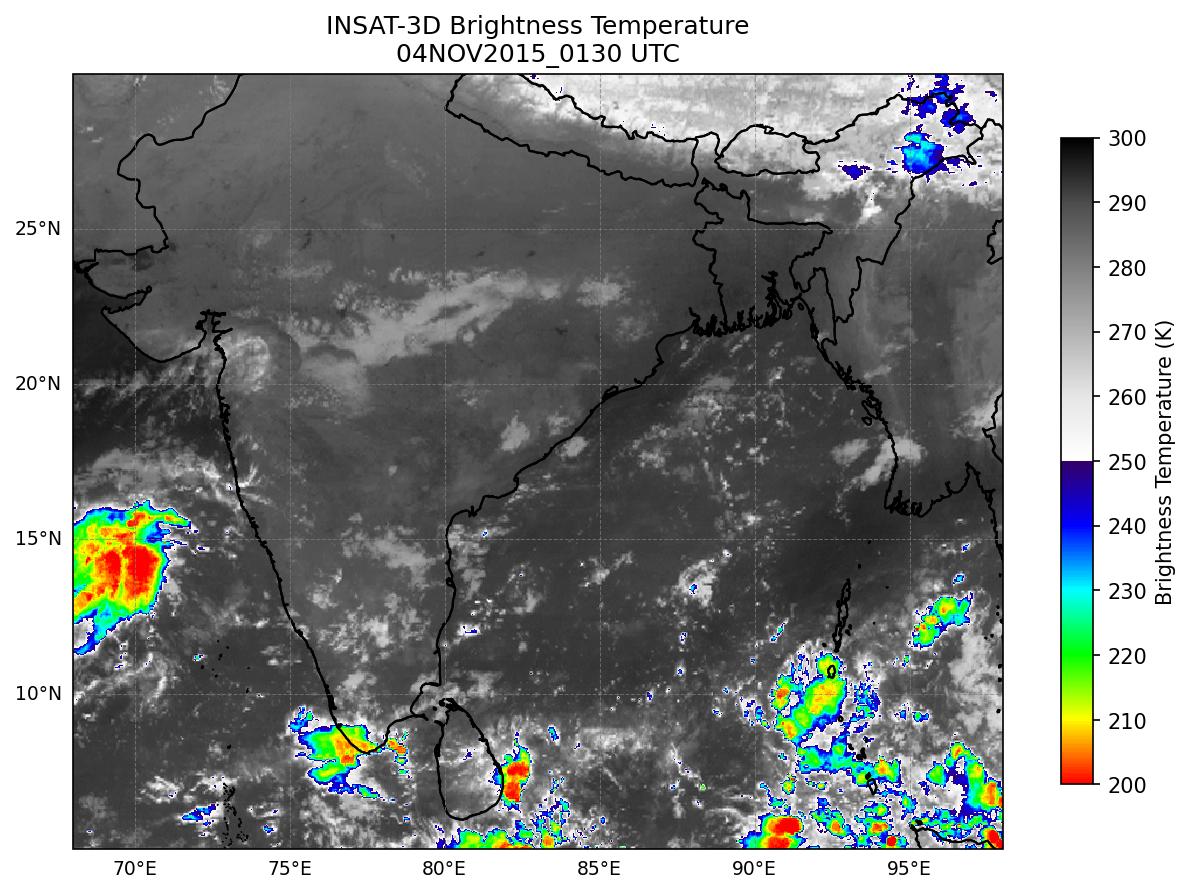 INSAT-3D Brightness Temperature
04NOV2015_0130 UTC
25°N
20°N
15°N
10°N
70°E
75°E
80°E
85°E
90°E
95°E
300
290
280
270
260
250
240
230
220
210
200
Brightness Temperature (K)